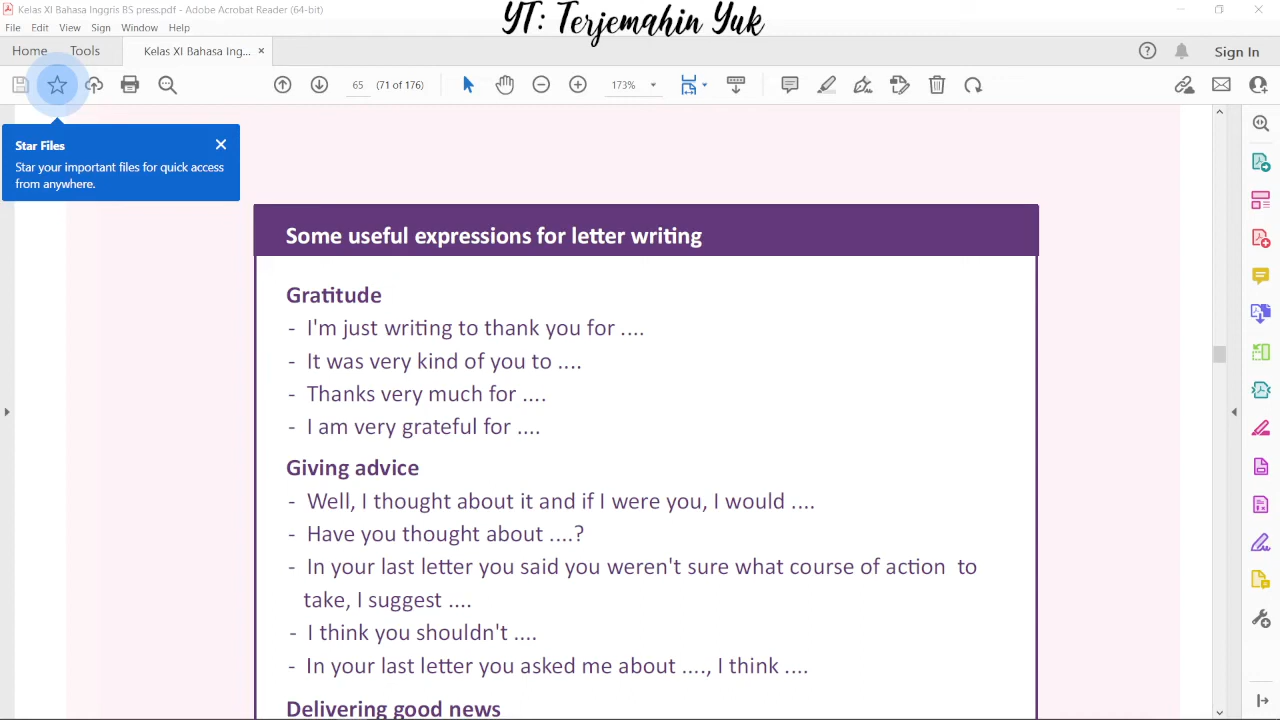 Kelas XI Bahasa Inggris BS press.pdf - Adobe Acrobat Reader (64-bit)
YT: Terjemahin Yuk
File Edit View Sign Window Help
Home Tools Kelas XI Bahasa Ing... × Sign In
65 (71 of 176) 173%
Star Files
Star your important files for quick access
from anywhere.
Some useful expressions for letter writing
Gratitude
- I'm just writing to thank you for ....
- It was very kind of you to ....
- Thanks very much for ....
- I am very grateful for ....
Giving advice
- Well, I thought about it and if I were you, I would ....
- Have you thought about ....?
- In your last letter you said you weren't sure what course of action to
take, I suggest ....
- I think you shouldn't ....
- In your last letter you asked me about ...., I think ....
Delivering good news